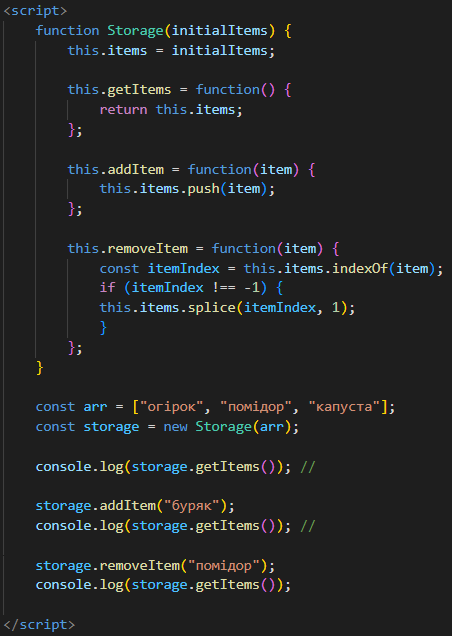 <script>
function Storage(initialItems) {
this.items = initialItems;
this.getItems = function() {
return this.items;
};
this.addItem = function(item) {
this.items.push(item);
};
this.removeItem = function(item) {
const itemIndex = this.items.indexOf(item);
if (itemIndex !== -1) {
this.items.splice(itemIndex, 1);
}
};
}
const arr = ["огірок", "помідор", "капуста"];
const storage = new Storage(arr);
console.log(storage.getItems()); //
storage.addItem("буряк");
console.log(storage.getItems()); //
storage.removeItem("помідор");
console.log(storage.getItems());
</script>